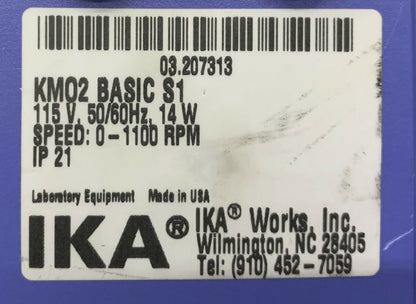 03.207313
KMO2 BASIC S1
115 V, 50/60Hz, 14 W
SPEED: 0-1100 RPM
IP 21
Laboratory Equipment Made in USA
IKA® IKA® Works, Inc.
Wilmington, NC 28405
Tel: (910) 452-7059